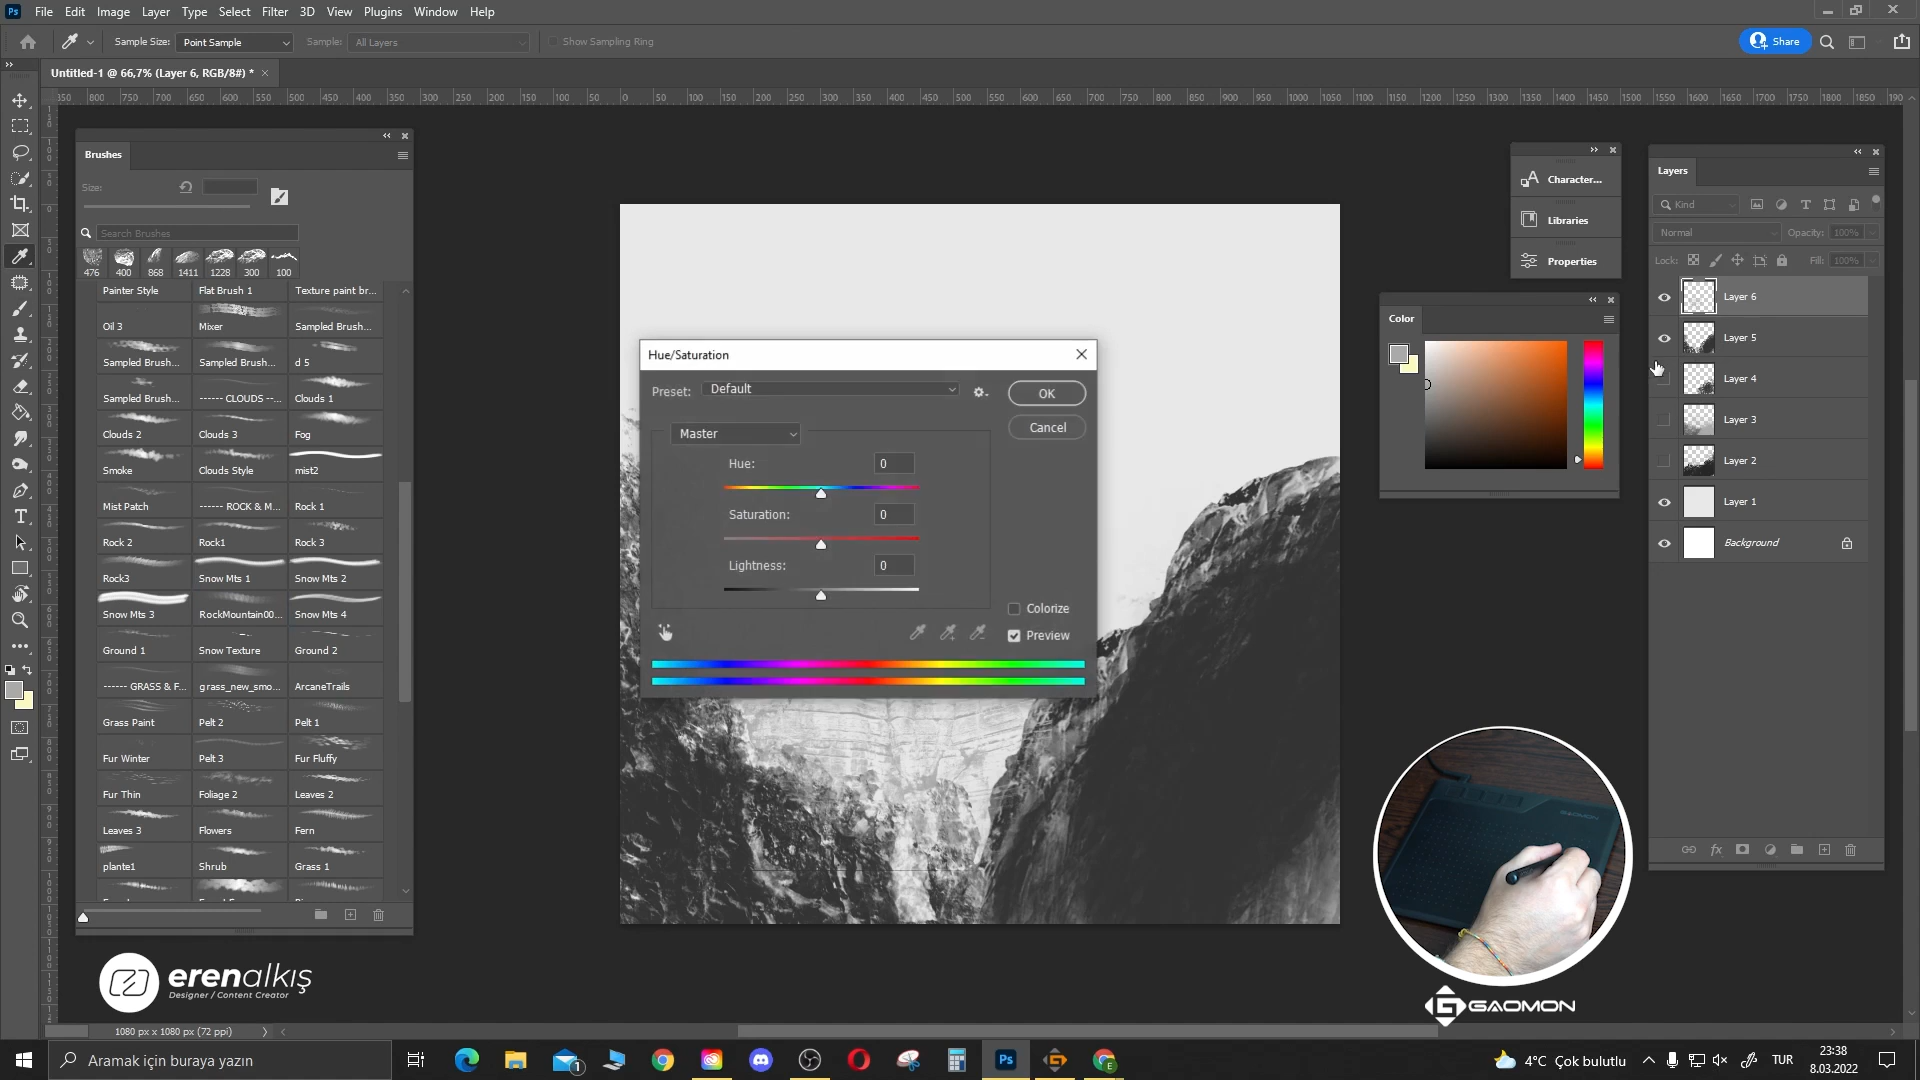 Ps File Edit Image Layer Type Select Filter 3D View Plugins Window Help
Sample Size: Point Sample Sample: All Layers Show Sampling Ring Share
Untitled-1 @ 66,7% (Layer 6, RGB/8#) *
Brushes
Size:
Search Brushes
476 400 868 1411 1228 300 100
Painter Style Flat Brush 1 Texture paint br...
Oil 3 Mixer Sampled Brush...
Sampled Brush... Sampled Brush... d 5
Sampled Brush... ------ CLOUDS --... Clouds 1
Clouds 2 Clouds 3 Fog
Smoke Clouds Style mist2
Mist Patch ------ ROCK & M... Rock 1
Rock 2 Rock1 Rock 3
Rock3 Snow Mts 1 Snow Mts 2
Snow Mts 3 RockMountain00... Snow Mts 4
Ground 1 Snow Texture Ground 2
------ GRASS & F... grass_new_smo... ArcaneTrails
Grass Paint Pelt 2 Pelt 1
Fur Winter Pelt 3 Fur Fluffy
Fur Thin Foliage 2 Leaves 2
Leaves 3 Flowers Fern
plante1 Shrub Grass 1
Hue/Saturation
Preset: Default
OK
Cancel
Master
Hue: 0
Saturation: 0
Lightness: 0
Colorize
Preview
Character...
Libraries
Properties
Color
Layers
Kind
Normal Opacity: 100%
Lock: Fill: 100%
Layer 6
Layer 5
Layer 4
Layer 3
Layer 2
Layer 1
Background
erenalkış
Designer / Content Creator
GAOMON
1080 px x 1080 px (72 ppi)
Aramak için buraya yazın
4°C Çok bulutlu
TUR
23:38
8.03.2022